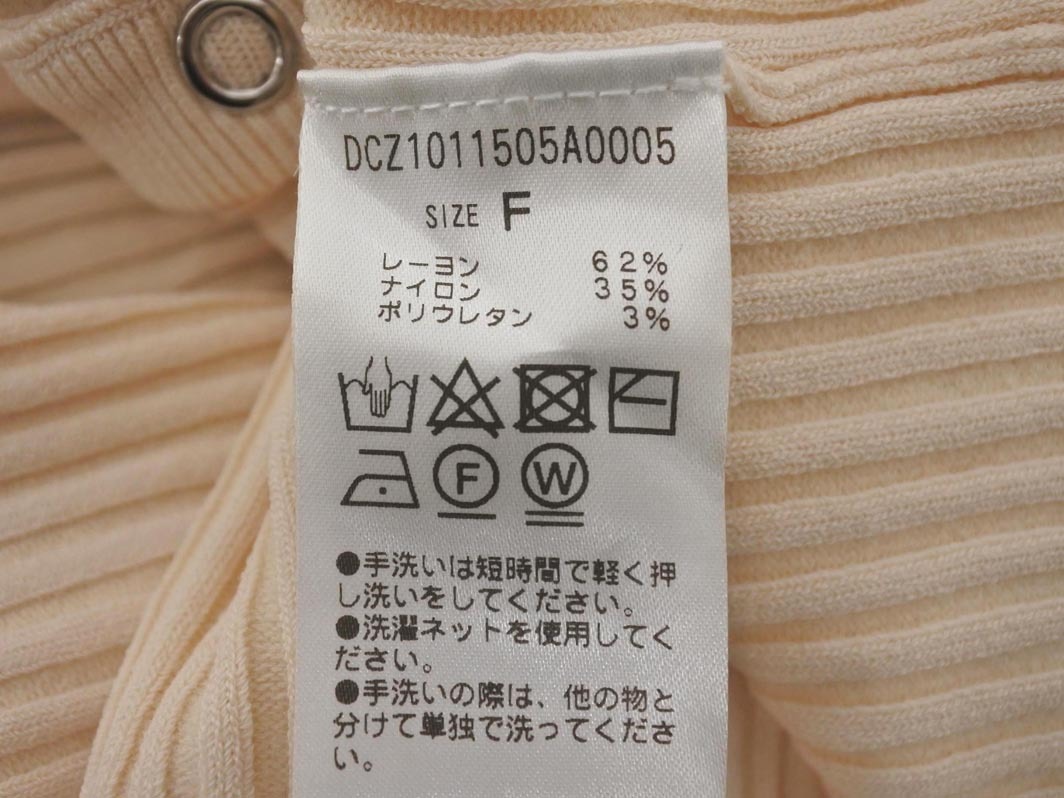 DCZ1011505A0005
SIZE F
レーヨン 62%
ナイロン 35%
ポリウレタン 3%
F W
●手洗いは短時間で軽く押
し洗いをしてください。
●洗濯ネットを使用してく
ださい。
●手洗いの際は、他の物と
分けて単独で洗ってくださ
い。